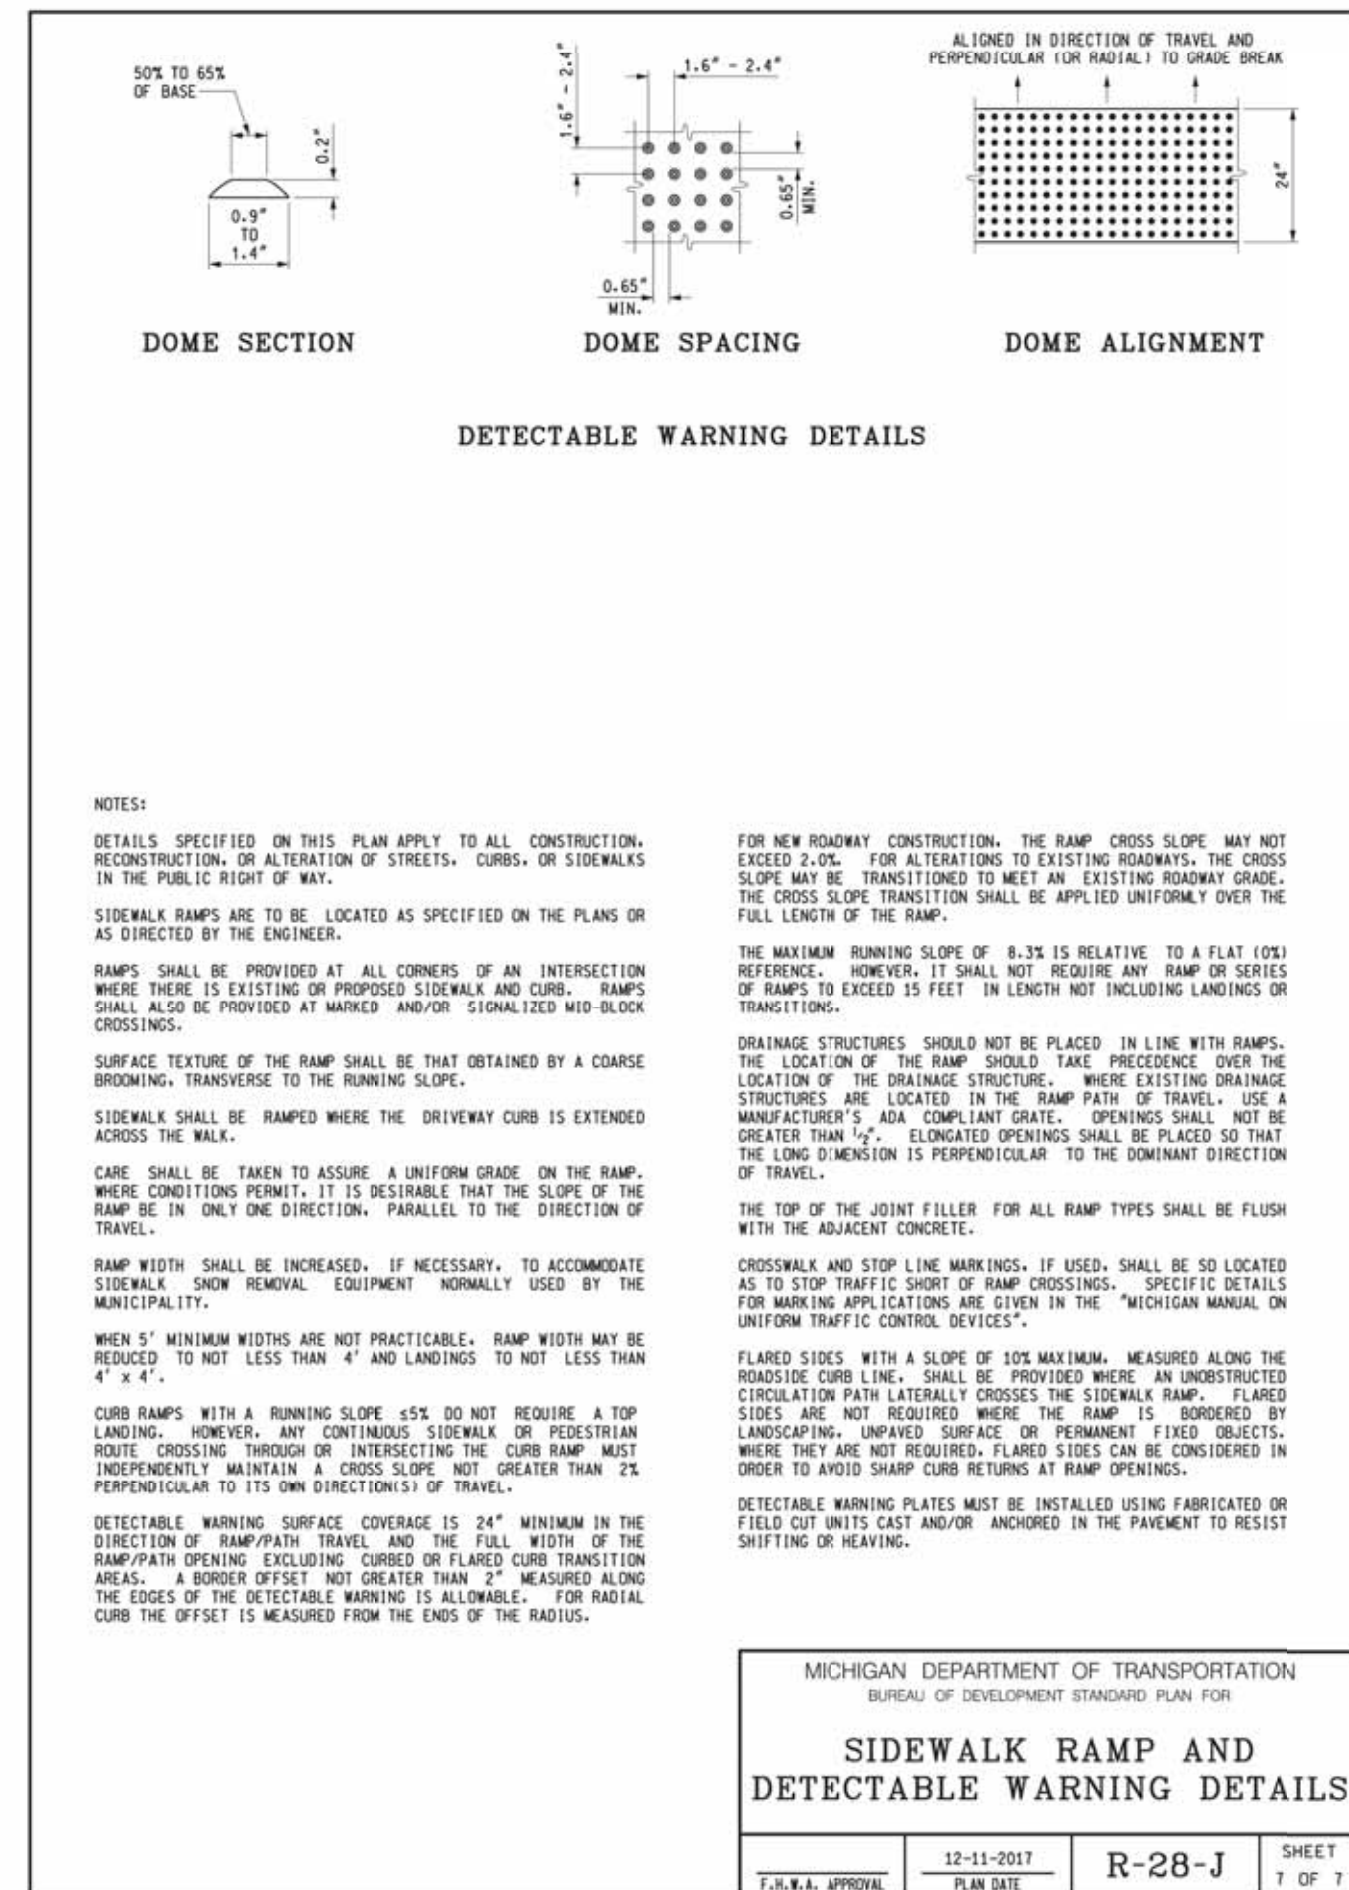 50% TO 65%
OF BASE
0.2"
0.9"
TO
1.4"
DOME SECTION
1.6" - 2.4"
1.6" - 2.4"
0.65"
MIN.
0.65"
MIN.
DOME SPACING
ALIGNED IN DIRECTION OF TRAVEL AND
PERPENDICULAR (OR RADIAL) TO GRADE BREAK
24"
DOME ALIGNMENT
DETECTABLE WARNING DETAILS
NOTES:
DETAILS SPECIFIED ON THIS PLAN APPLY TO ALL CONSTRUCTION,
RECONSTRUCTION, OR ALTERATION OF STREETS, CURBS, OR SIDEWALKS
IN THE PUBLIC RIGHT OF WAY.
SIDEWALK RAMPS ARE TO BE LOCATED AS SPECIFIED ON THE PLANS OR
AS DIRECTED BY THE ENGINEER.
RAMPS SHALL BE PROVIDED AT ALL CORNERS OF AN INTERSECTION
WHERE THERE IS EXISTING OR PROPOSED SIDEWALK AND CURB. RAMPS
SHALL ALSO BE PROVIDED AT MARKED AND/OR SIGNALIZED MID-BLOCK
CROSSINGS.
SURFACE TEXTURE OF THE RAMP SHALL BE THAT OBTAINED BY A COARSE
BROOMING, TRANSVERSE TO THE RUNNING SLOPE.
SIDEWALK SHALL BE RAMPED WHERE THE DRIVEWAY CURB IS EXTENDED
ACROSS THE WALK.
CARE SHALL BE TAKEN TO ASSURE A UNIFORM GRADE ON THE RAMP.
WHERE CONDITIONS PERMIT, IT IS DESIRABLE THAT THE SLOPE OF THE
RAMP BE IN ONLY ONE DIRECTION, PARALLEL TO THE DIRECTION OF
TRAVEL.
RAMP WIDTH SHALL BE INCREASED, IF NECESSARY, TO ACCOMMODATE
SIDEWALK SNOW REMOVAL EQUIPMENT NORMALLY USED BY THE
MUNICIPALITY.
WHEN 5' MINIMUM WIDTHS ARE NOT PRACTICABLE, RAMP WIDTH MAY BE
REDUCED TO NOT LESS THAN 4' AND LANDINGS TO NOT LESS THAN
4' x 4'.
CURB RAMPS WITH A RUNNING SLOPE ≤5% DO NOT REQUIRE A TOP
LANDING. HOWEVER, ANY CONTINUOUS SIDEWALK OR PEDESTRIAN
ROUTE CROSSING THROUGH OR INTERSECTING THE CURB RAMP MUST
INDEPENDENTLY MAINTAIN A CROSS SLOPE NOT GREATER THAN 2%
PERPENDICULAR TO ITS OWN DIRECTION(S) OF TRAVEL.
DETECTABLE WARNING SURFACE COVERAGE IS 24" MINIMUM IN THE
DIRECTION OF RAMP/PATH TRAVEL AND THE FULL WIDTH OF THE
RAMP/PATH OPENING EXCLUDING CURBED OR FLARED CURB TRANSITION
AREAS. A BORDER OFFSET NOT GREATER THAN 2" MEASURED ALONG
THE EDGES OF THE DETECTABLE WARNING IS ALLOWABLE. FOR RADIAL
CURB THE OFFSET IS MEASURED FROM THE ENDS OF THE RADIUS.
FOR NEW ROADWAY CONSTRUCTION, THE RAMP CROSS SLOPE MAY NOT
EXCEED 2.0%. FOR ALTERATIONS TO EXISTING ROADWAYS, THE CROSS
SLOPE MAY BE TRANSITIONED TO MEET AN EXISTING ROADWAY GRADE.
THE CROSS SLOPE TRANSITION SHALL BE APPLIED UNIFORMLY OVER THE
FULL LENGTH OF THE RAMP.
THE MAXIMUM RUNNING SLOPE OF 8.3% IS RELATIVE TO A FLAT (0%)
REFERENCE. HOWEVER, IT SHALL NOT REQUIRE ANY RAMP OR SERIES
OF RAMPS TO EXCEED 15 FEET IN LENGTH NOT INCLUDING LANDINGS OR
TRANSITIONS.
DRAINAGE STRUCTURES SHOULD NOT BE PLACED IN LINE WITH RAMPS.
THE LOCATION OF THE RAMP SHOULD TAKE PRECEDENCE OVER THE
LOCATION OF THE DRAINAGE STRUCTURE. WHERE EXISTING DRAINAGE
STRUCTURES ARE LOCATED IN THE RAMP PATH OF TRAVEL, USE A
MANUFACTURER'S ADA COMPLIANT GRATE. OPENINGS SHALL NOT BE
GREATER THAN 1/2". ELONGATED OPENINGS SHALL BE PLACED SO THAT
THE LONG DIMENSION IS PERPENDICULAR TO THE DOMINANT DIRECTION
OF TRAVEL.
THE TOP OF THE JOINT FILLER FOR ALL RAMP TYPES SHALL BE FLUSH
WITH THE ADJACENT CONCRETE.
CROSSWALK AND STOP LINE MARKINGS, IF USED, SHALL BE SO LOCATED
AS TO STOP TRAFFIC SHORT OF RAMP CROSSINGS. SPECIFIC DETAILS
FOR MARKING APPLICATIONS ARE GIVEN IN THE "MICHIGAN MANUAL ON
UNIFORM TRAFFIC CONTROL DEVICES".
FLARED SIDES WITH A SLOPE OF 10% MAXIMUM, MEASURED ALONG THE
ROADSIDE CURB LINE, SHALL BE PROVIDED WHERE AN UNOBSTRUCTED
CIRCULATION PATH LATERALLY CROSSES THE SIDEWALK RAMP. FLARED
SIDES ARE NOT REQUIRED WHERE THE RAMP IS BORDERED BY
LANDSCAPING, UNPAVED SURFACE OR PERMANENT FIXED OBJECTS.
WHERE THEY ARE NOT REQUIRED, FLARED SIDES CAN BE CONSIDERED IN
ORDER TO AVOID SHARP CURB RETURNS AT RAMP OPENINGS.
DETECTABLE WARNING PLATES MUST BE INSTALLED USING FABRICATED OR
FIELD CUT UNITS CAST AND/OR ANCHORED IN THE PAVEMENT TO RESIST
SHIFTING OR HEAVING.
MICHIGAN DEPARTMENT OF TRANSPORTATION
BUREAU OF DEVELOPMENT STANDARD PLAN FOR
SIDEWALK RAMP AND
DETECTABLE WARNING DETAILS
F.H.W.A. APPROVAL
12-11-2017
PLAN DATE
R-28-J
SHEET
7 OF 7